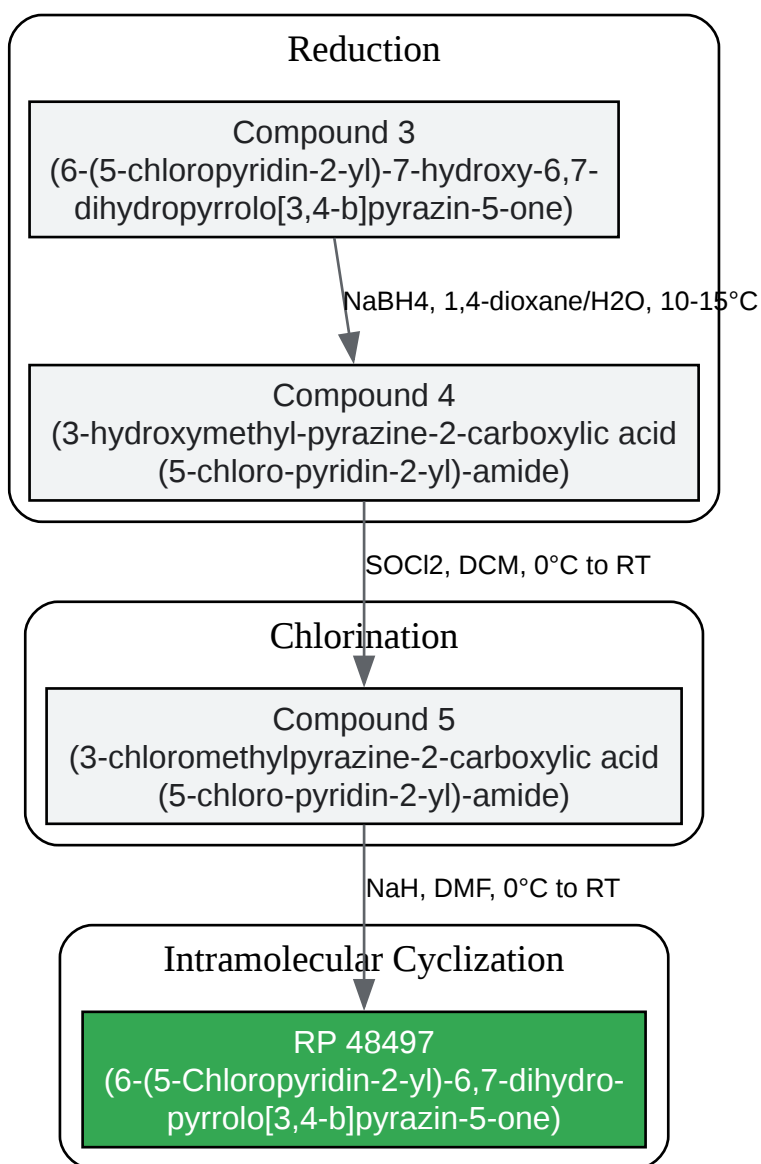 Reduction
Compound 3
(6-(5-chloropyridin-2-yl)-7-hydroxy-6,7-
dihydropyrrolo[3,4-b]pyrazin-5-one)
NaBH4, 1,4-dioxane/H2O, 10-15°C
Compound 4
(3-hydroxymethyl-pyrazine-2-carboxylic acid
(5-chloro-pyridin-2-yl)-amide)
SOCl2, DCM, 0°C to RT
Chlorination
Compound 5
(3-chloromethylpyrazine-2-carboxylic acid
(5-chloro-pyridin-2-yl)-amide)
NaH, DMF, 0°C to RT
Intramolecular Cyclization
RP 48497
(6-(5-Chloropyridin-2-yl)-6,7-dihydro-
pyrrolo[3,4-b]pyrazin-5-one)